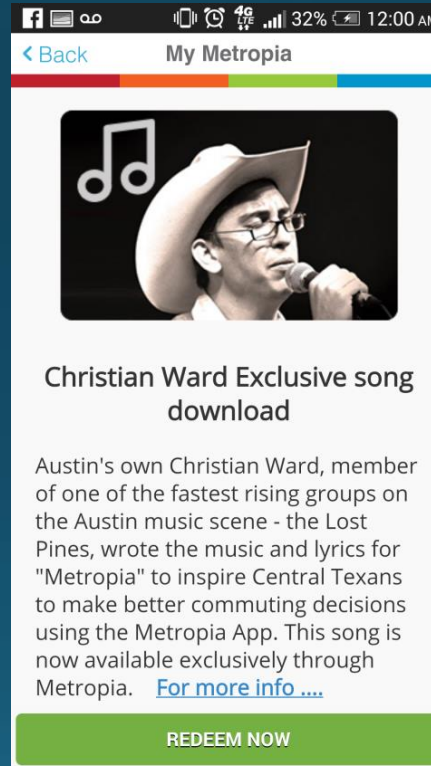 4G
LTE
32%
12:00 AM
Back
My Metropia
Christian Ward Exclusive song
download
Austin's own Christian Ward, member
of one of the fastest rising groups on
the Austin music scene - the Lost
Pines, wrote the music and lyrics for
"Metropia" to inspire Central Texans
to make better commuting decisions
using the Metropia App. This song is
now available exclusively through
Metropia. For more info ....
REDEEM NOW